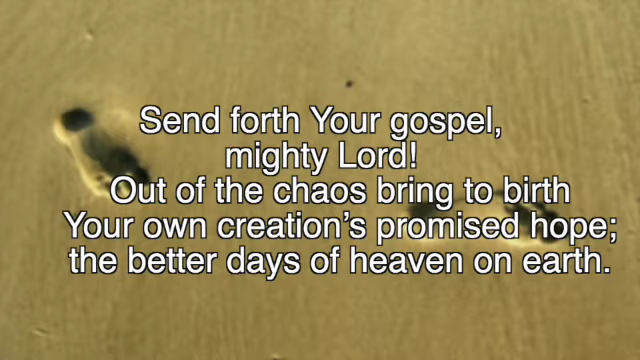 Send forth Your gospel,
mighty Lord!
Out of the chaos bring to birth
Your own creation’s promised hope;
the better days of heaven on earth.